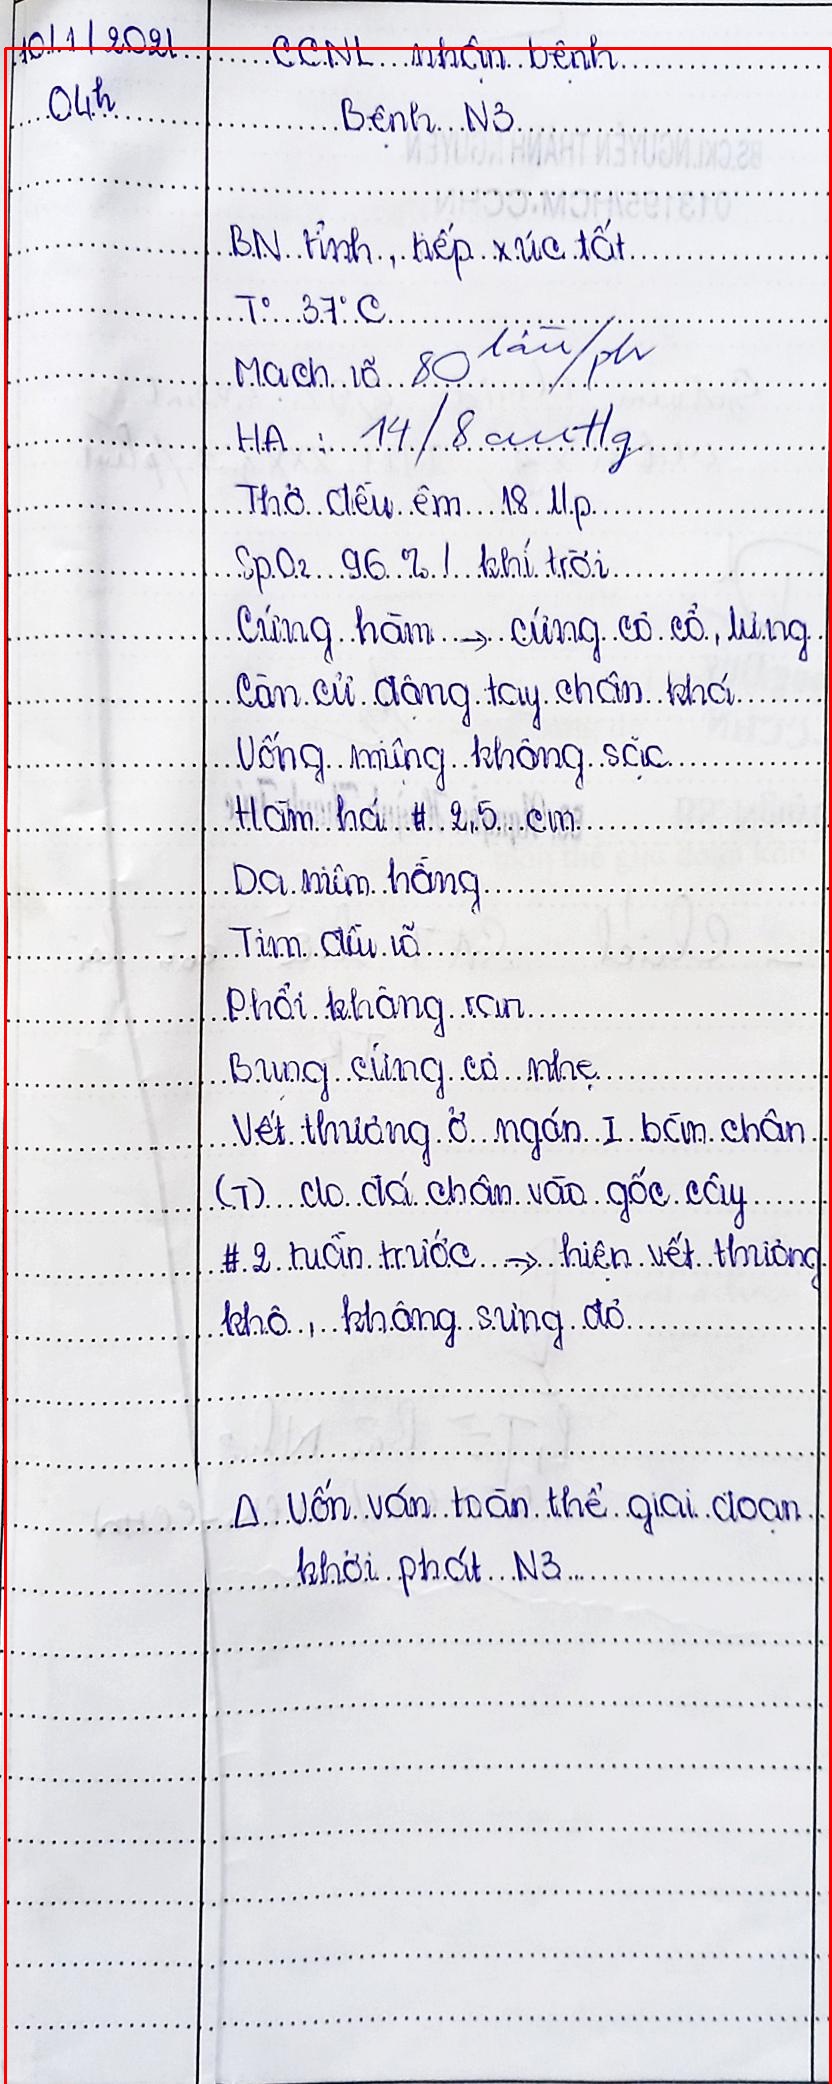 10/1/2021 CCNL nhận bệnh
04h Bệnh N3
BN tỉnh, tiếp xúc tốt
T° 37°C
Mạch rõ 80 lần/ph
HA : 14/8 cmHg
Thở đều êm 18 l/p
SpO2 96 % / khí trời
Cứng hàm → cứng cơ cổ, lưng
Còn cử động tay chân khá
Uống miệng không sặc
Hàm há # 2,5 cm
Da niêm hồng
Tim đều rõ
Phổi không ran
Bụng cứng cơ nhẹ
Vết thương ở ngón I bàn chân
(T) do đá chân vào gốc cây
# 2 tuần trước → hiện vết thương
khô, không sưng đỏ
Δ Uốn ván toàn thể giai đoạn
khởi phát N3